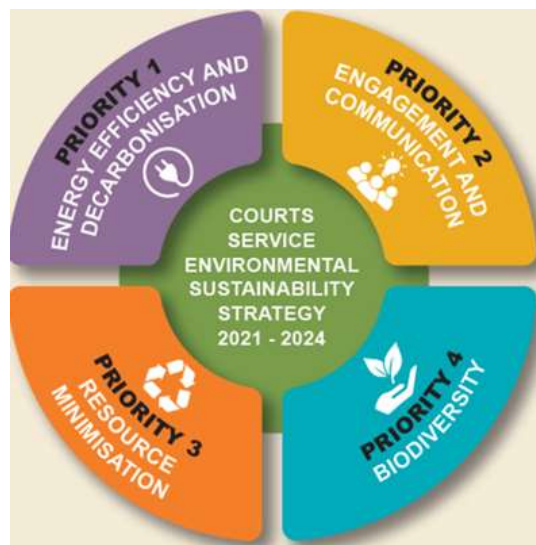 PRIORITY 1
ENERGY EFFICIENCY AND
DECARBONISATION
PRIORITY 2
ENGAGEMENT AND
COMMUNICATION
COURTS
SERVICE
ENVIRONMENTAL
SUSTAINABILITY
STRATEGY
2021 - 2024
PRIORITY 3
RESOURCE
MINIMISATION
PRIORITY 4
BIODIVERSITY